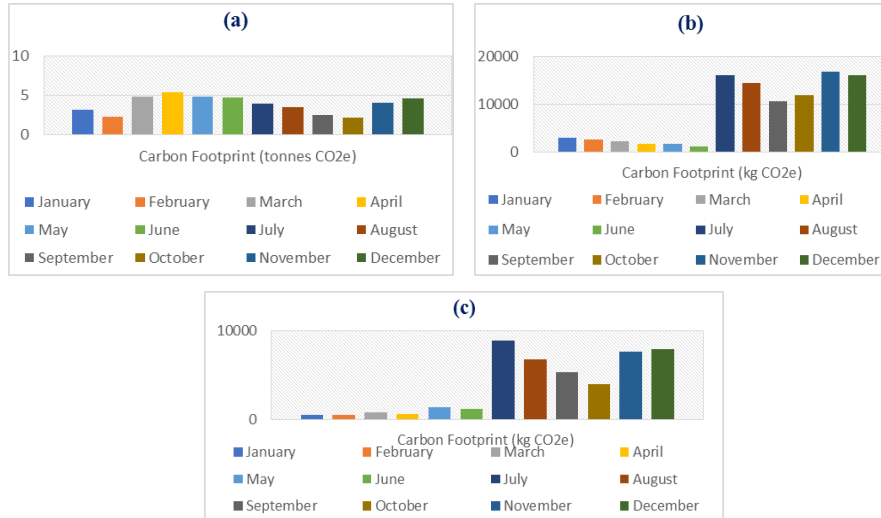 (a)
10
5
0
Carbon Footprint (tonnes CO2e)
January February March April
May June July August
September October November December
(b)
20000
10000
0
Carbon Footprint (kg CO2e)
January February March April
May June July August
September October November December
(c)
10000
0
Carbon Footprint (kg CO2e)
January February March April
May June July August
September October November December